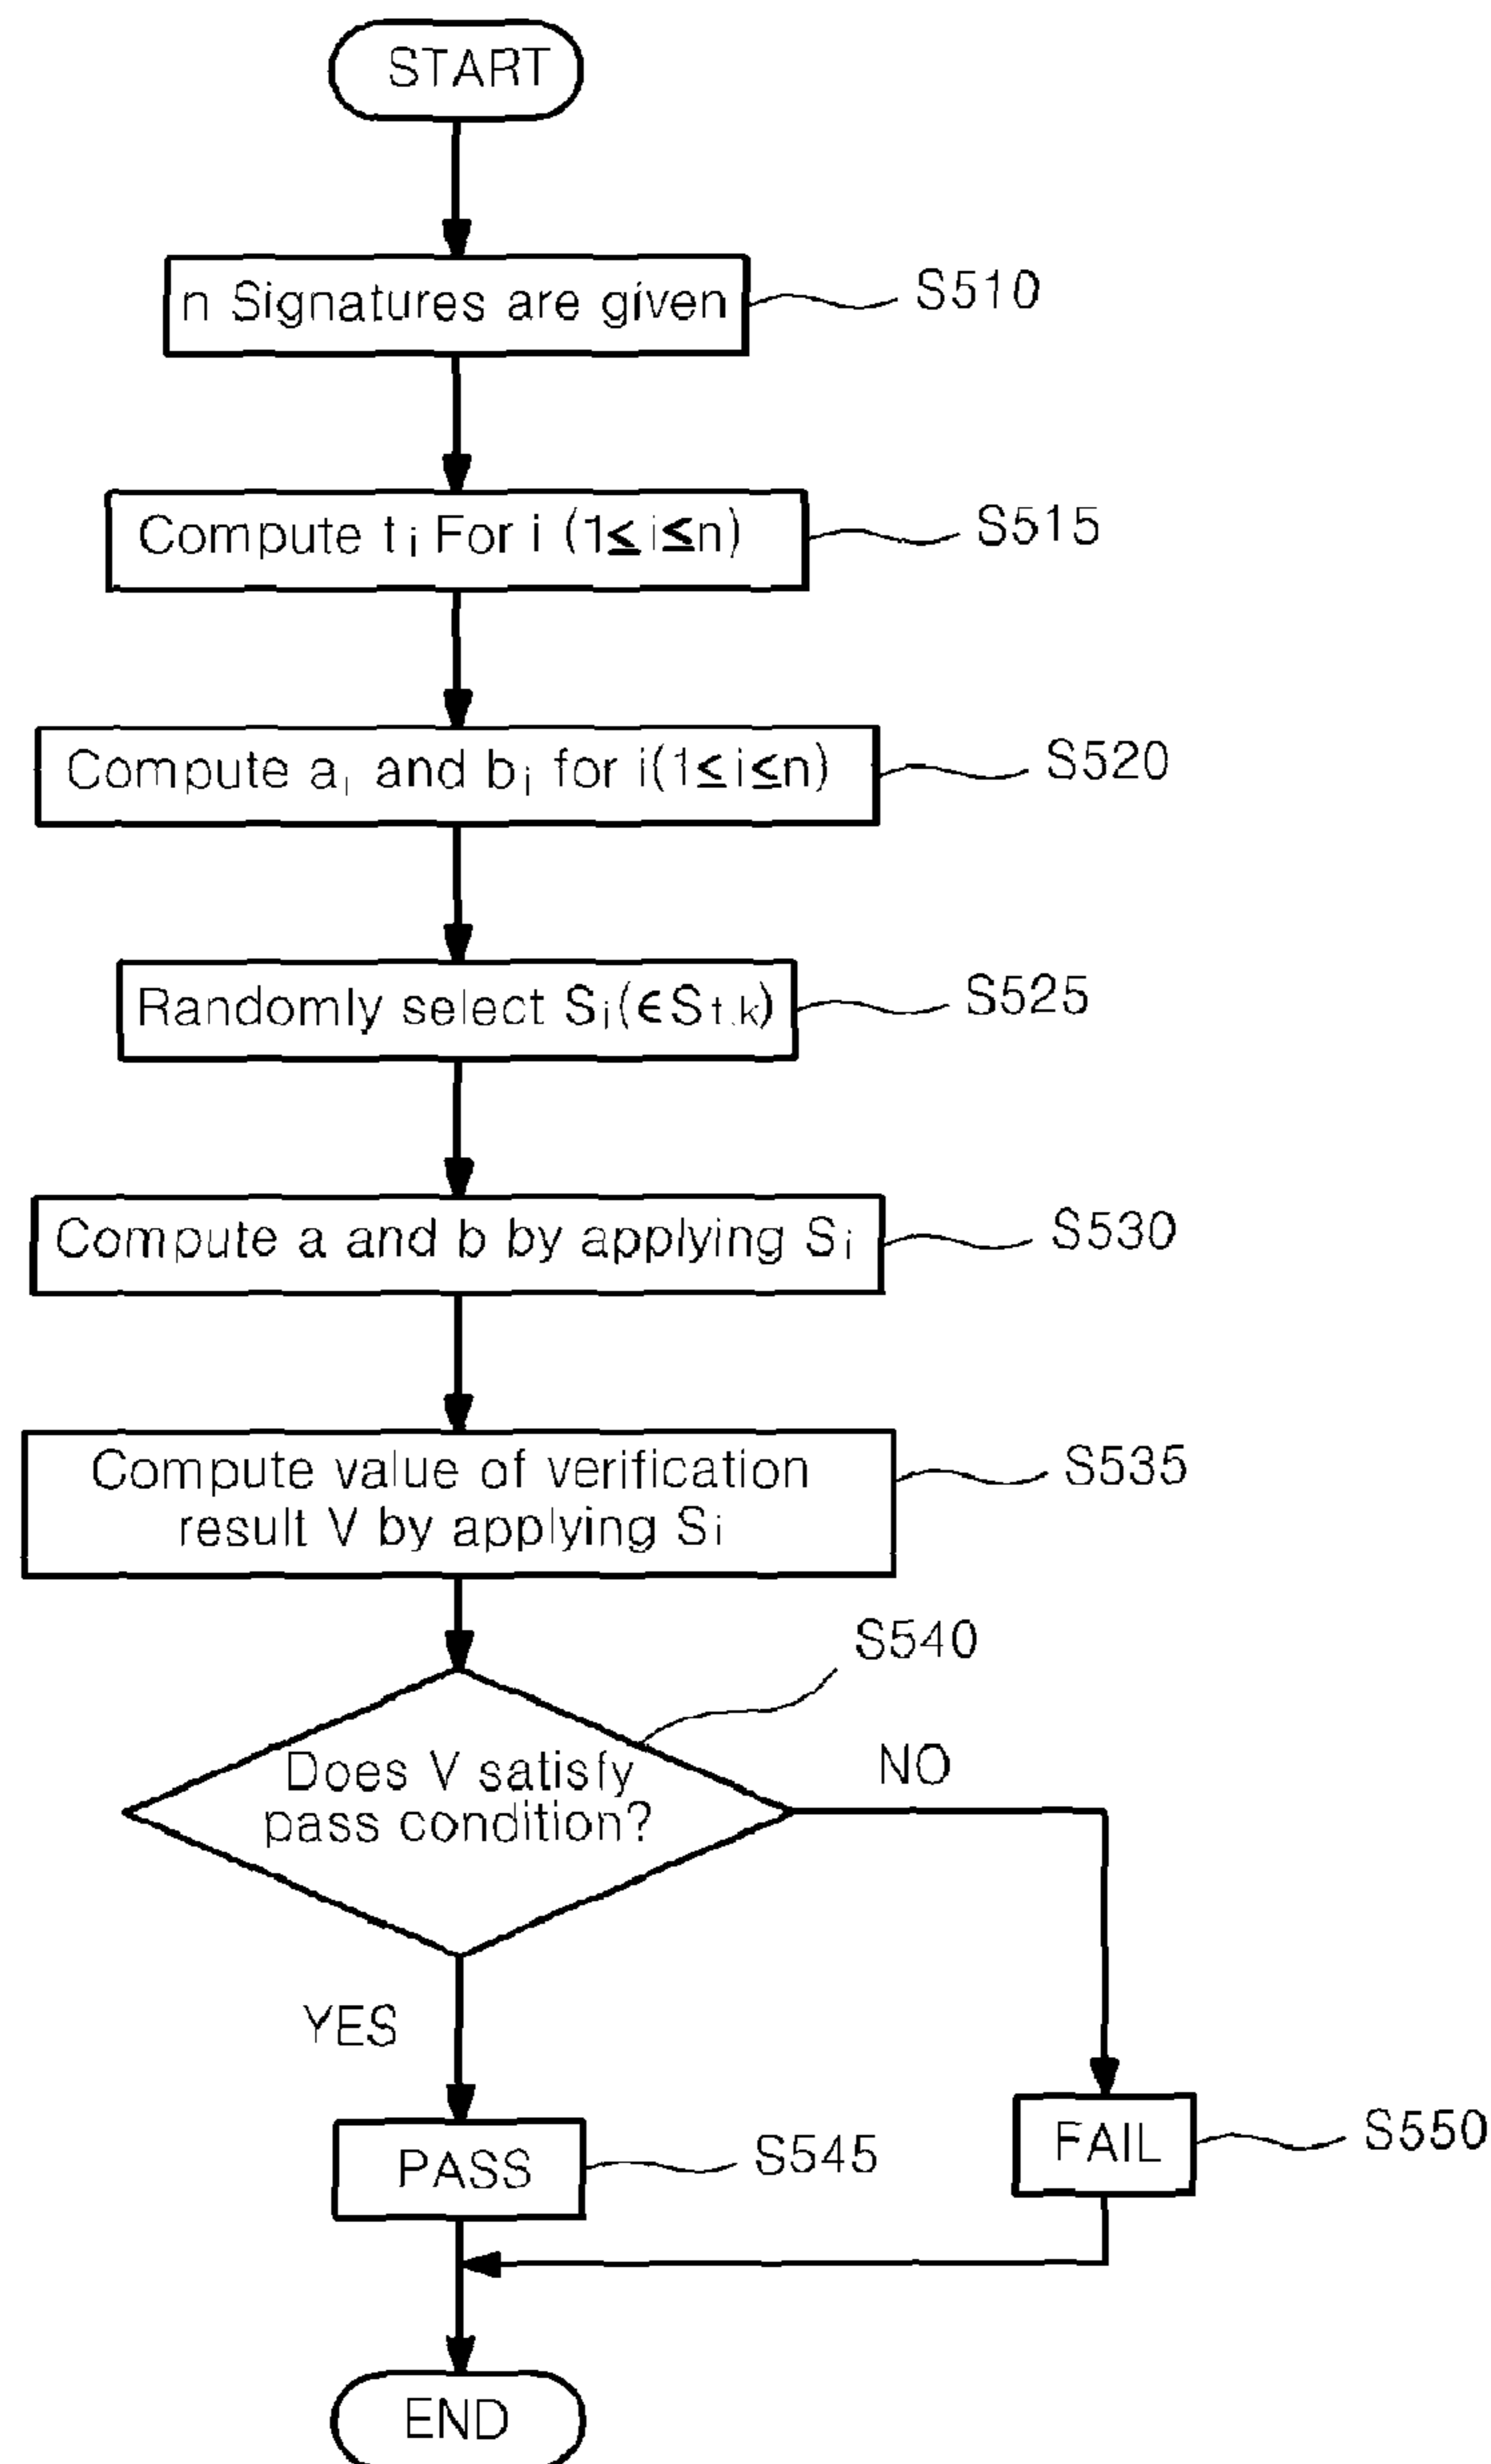 START
n Signatures are given
S510
Compute ti For i (1≤ i≤n)
S515
Compute ai and bi for i(1≤i≤n)
S520
Randomly select Si(ϵSt,k)
S525
Compute a and b by applying Si
S530
Compute value of verification
result V by applying Si
S535
S540
Does V satisfy
pass condition?
NO
YES
PASS
S545
FAIL
S550
END